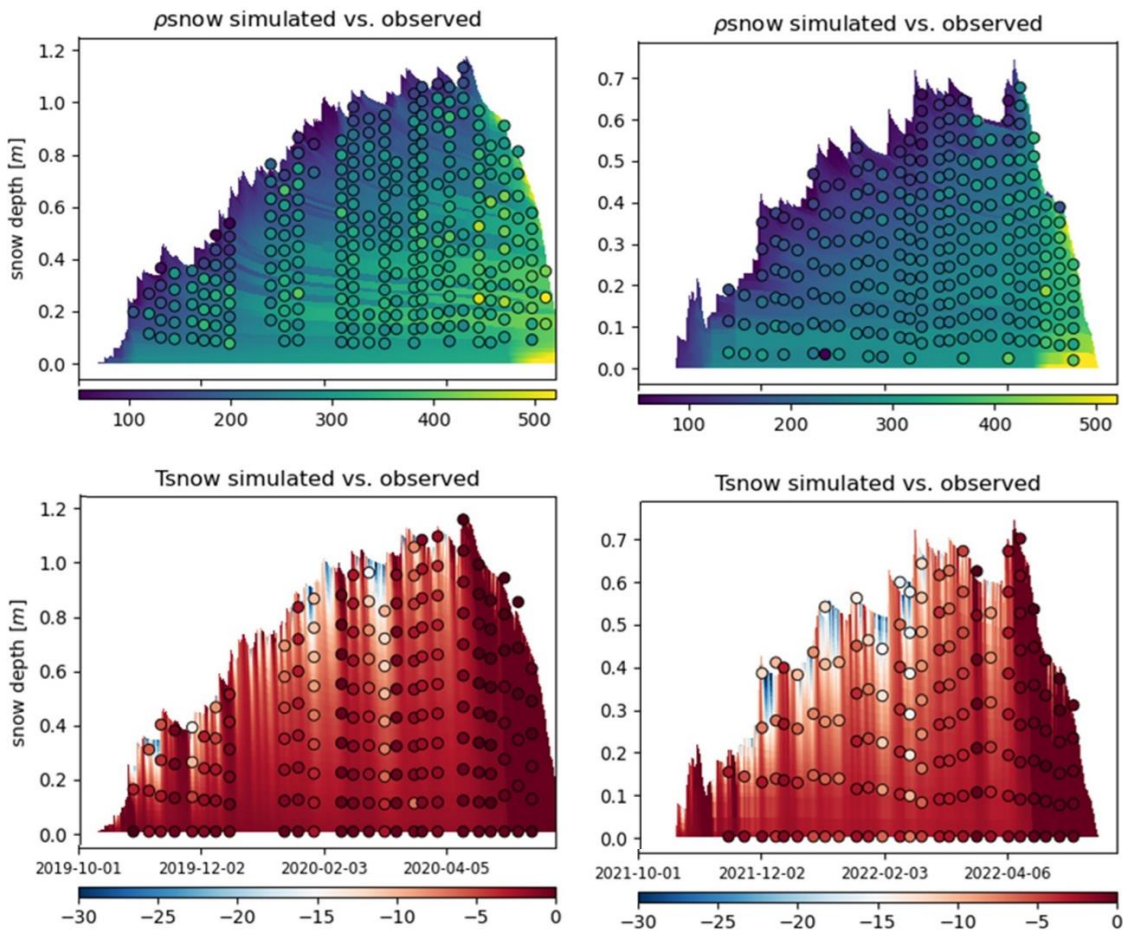 ρsnow simulated vs. observed
ρsnow simulated vs. observed
snow depth [m]
1.2
1.0
0.8
0.6
0.4
0.2
0.0
0.7
0.6
0.5
0.4
0.3
0.2
0.1
0.0
100 200 300 400 500
100 200 300 400 500
Tsnow simulated vs. observed
Tsnow simulated vs. observed
snow depth [m]
1.2
1.0
0.8
0.6
0.4
0.2
0.0
0.7
0.6
0.5
0.4
0.3
0.2
0.1
0.0
2019-10-01 2019-12-02 2020-02-03 2020-04-05
2021-10-01 2021-12-02 2022-02-03 2022-04-06
−30 −25 −20 −15 −10 −5 0
−30 −25 −20 −15 −10 −5 0